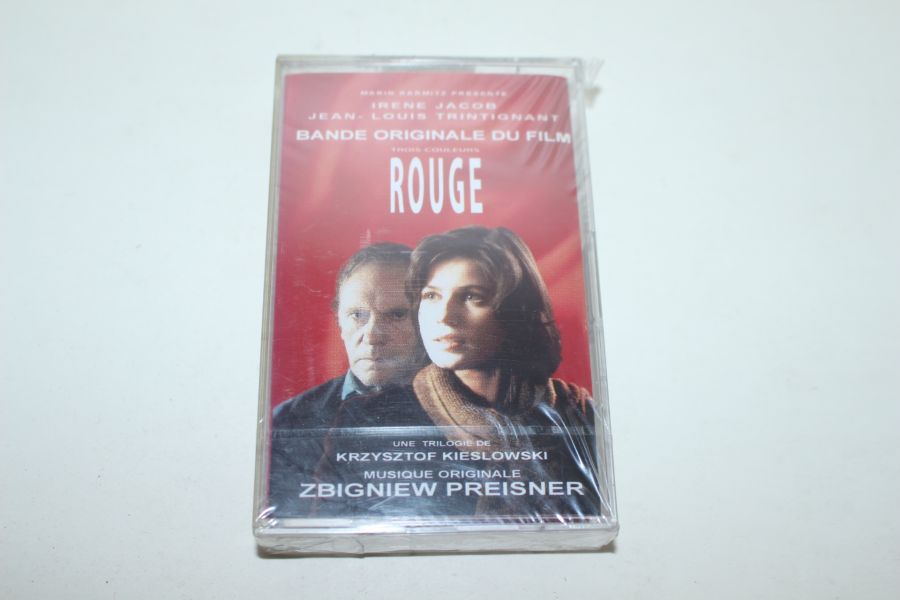 MARIN KARMITZ PRESENTE
IRENE JACOB
JEAN- LOUIS TRINTIGNANT
BANDE ORIGINALE DU FILM
TROIS COULEURS
ROUGE
UNE TRILOGIE DE
KRZYSZTOF KIESLOWSKI
MUSIQUE ORIGINALE
ZBIGNIEW PREISNER